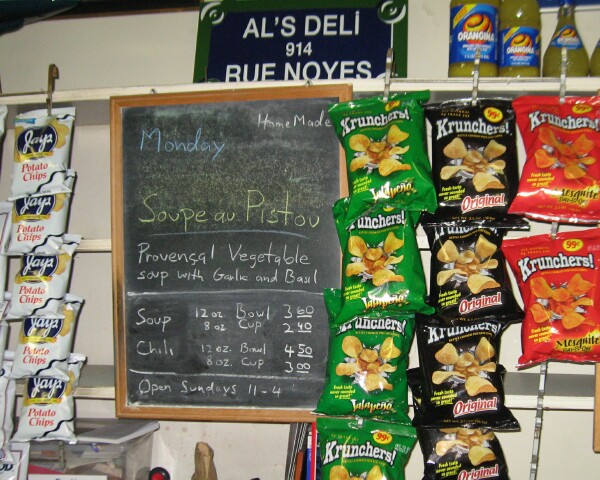 AL'S DELI
914
RUE NOYES
ORANGINA
ORANGINA
Home Made
Monday
Soupe au Pistou
Provençal Vegetable
soup with Garlic and Basil
Soup 12 oz Bowl 3 60
8 oz Cup 2 40
Chili 12 oz. Bowl 4 50
8 oz. Cup 3 00
Open Sundays 11-4
Jays
Potato
Chips
Jays
Potato
Chips
Jays
Potato
Chips
Jays
Potato
Chips
Jays
Potato
Krunchers!
Jalapeño
Krunchers!
Jalapeño
Krunchers!
Jalapeño
99¢
Krunchers!
99¢
Krunchers!
Original
Krunchers!
Original
Krunchers!
Original
Krunchers!
Original
99¢
Krunchers!
Mesquite
99¢
Krunchers!
Mesquite